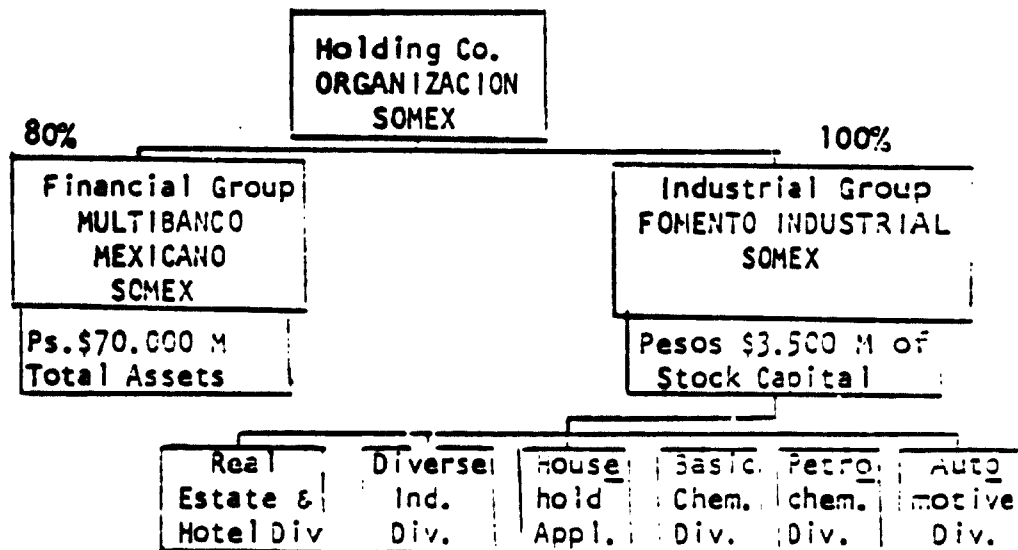 Holding Co.
ORGANIZACION
SOMEX
80%
100%
Financial Group
MULTIBANCO
MEXICANO
SOMEX
Industrial Group
FOMENTO INDUSTRIAL
SOMEX
Ps.$70.000 M
Total Assets
Pesos $3.500 M of
Stock Capital
Real
Estate &
Hotel Div
Diverse
Ind.
Div.
House
hold
Appl.
Basic
Chem.
Div.
Petro
chem.
Div.
Auto
motive
Div.